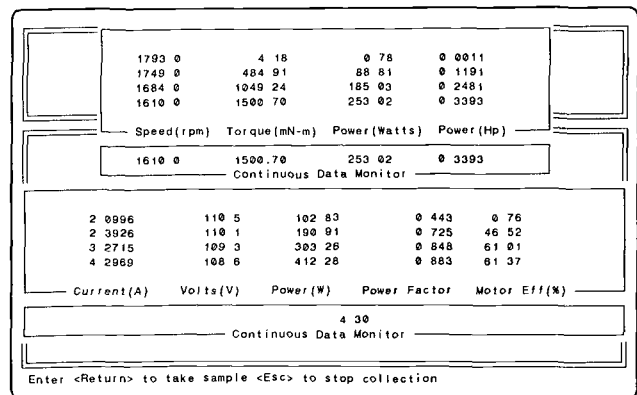 1793 0 4 18 0 78 0 0011
1749 0 484 91 88 81 0 1191
1684 0 1049 24 185 03 0 2481
1610 0 1500 70 253 02 0 3393
Speed(rpm) Torque(mN-m) Power(Watts) Power(Hp)
1610 0 1500.70 253 02 0 3393
Continuous Data Monitor
2 0996 110 5 102 83 0 443 0 76
2 3926 110 1 190 91 0 725 46 52
3 2715 109 3 303 26 0 848 61 01
4 2969 108 6 412 28 0 883 61 37
Current(A) Volts(V) Power(W) Power Factor Motor Eff(%)
4 30
Continuous Data Monitor
Enter <Return> to take sample <Esc> to stop collection